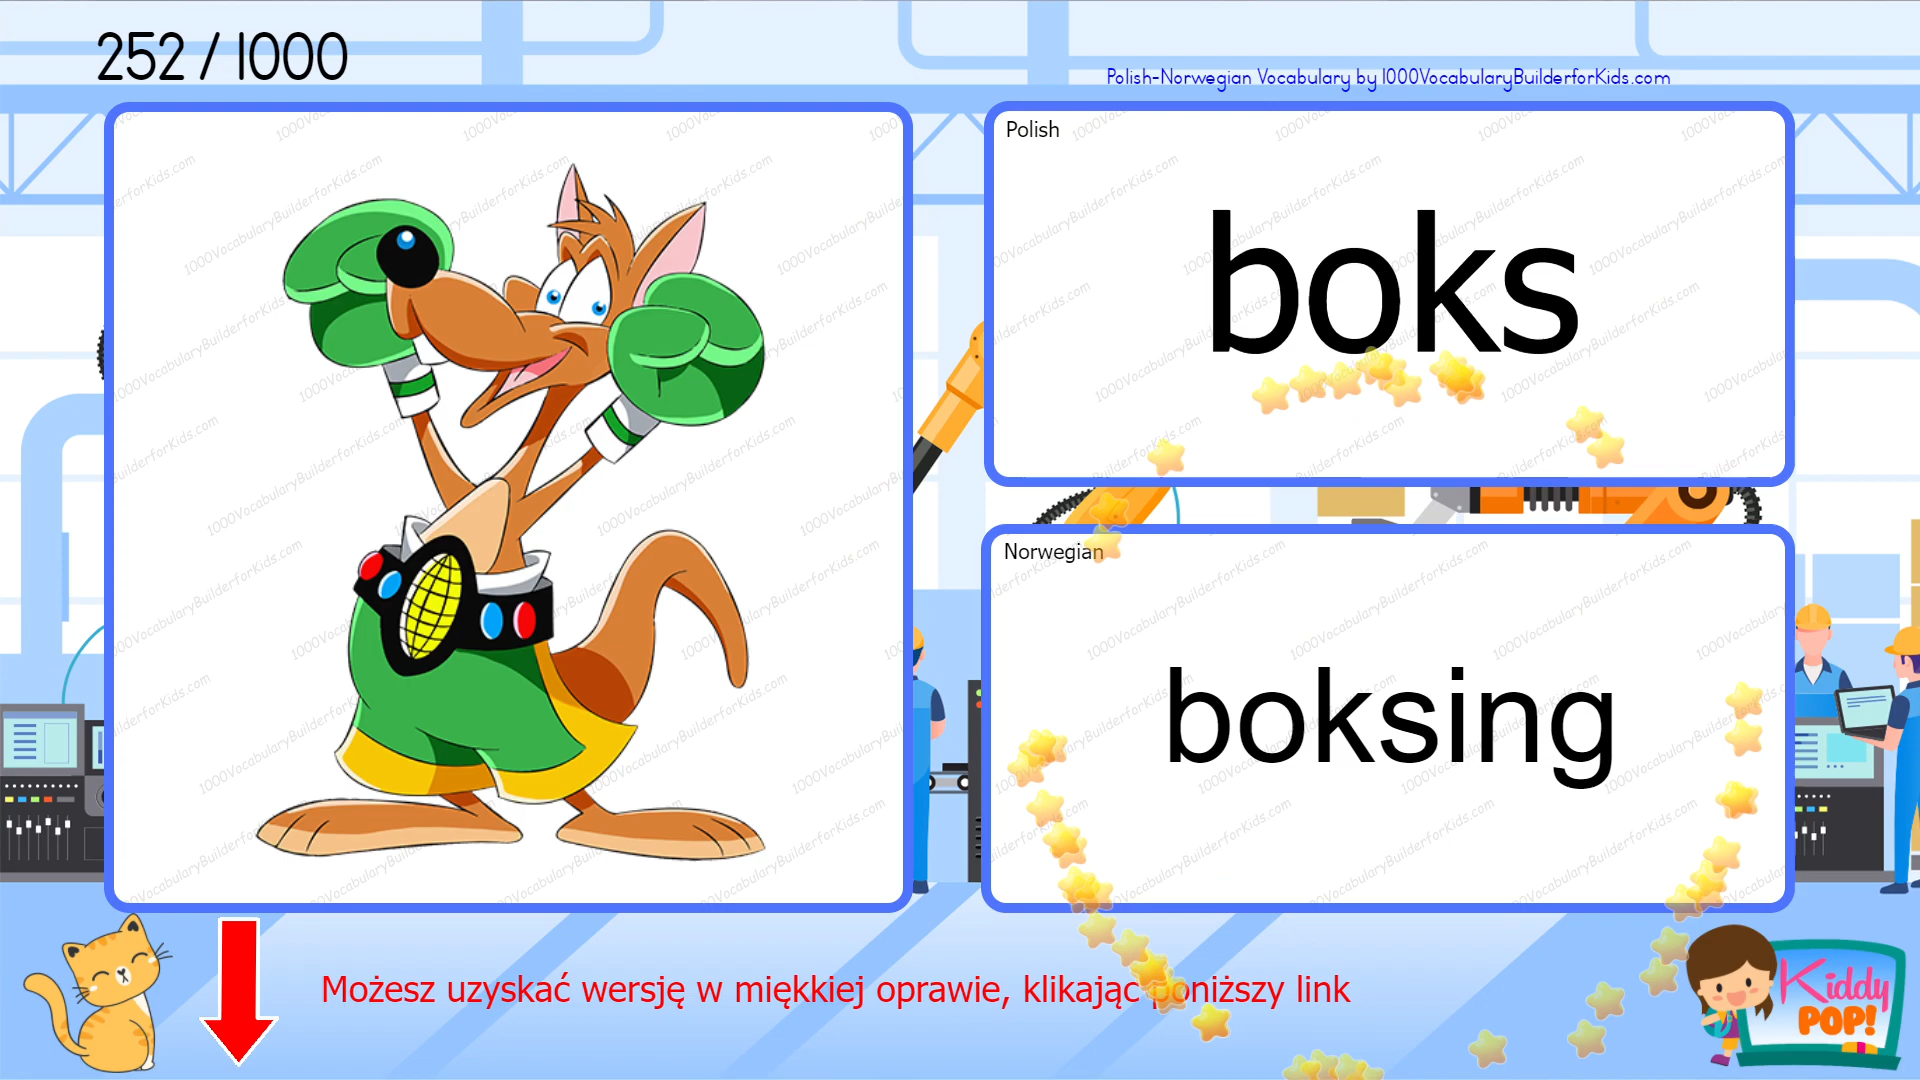 252 / 1000
Polish-Norwegian Vocabulary by 1000VocabularyBuilderforKids.com
Polish
boks
Norwegian
boksing
Możesz uzyskać wersję w miękkiej oprawie, klikając poniższy link
Kiddy
POP!